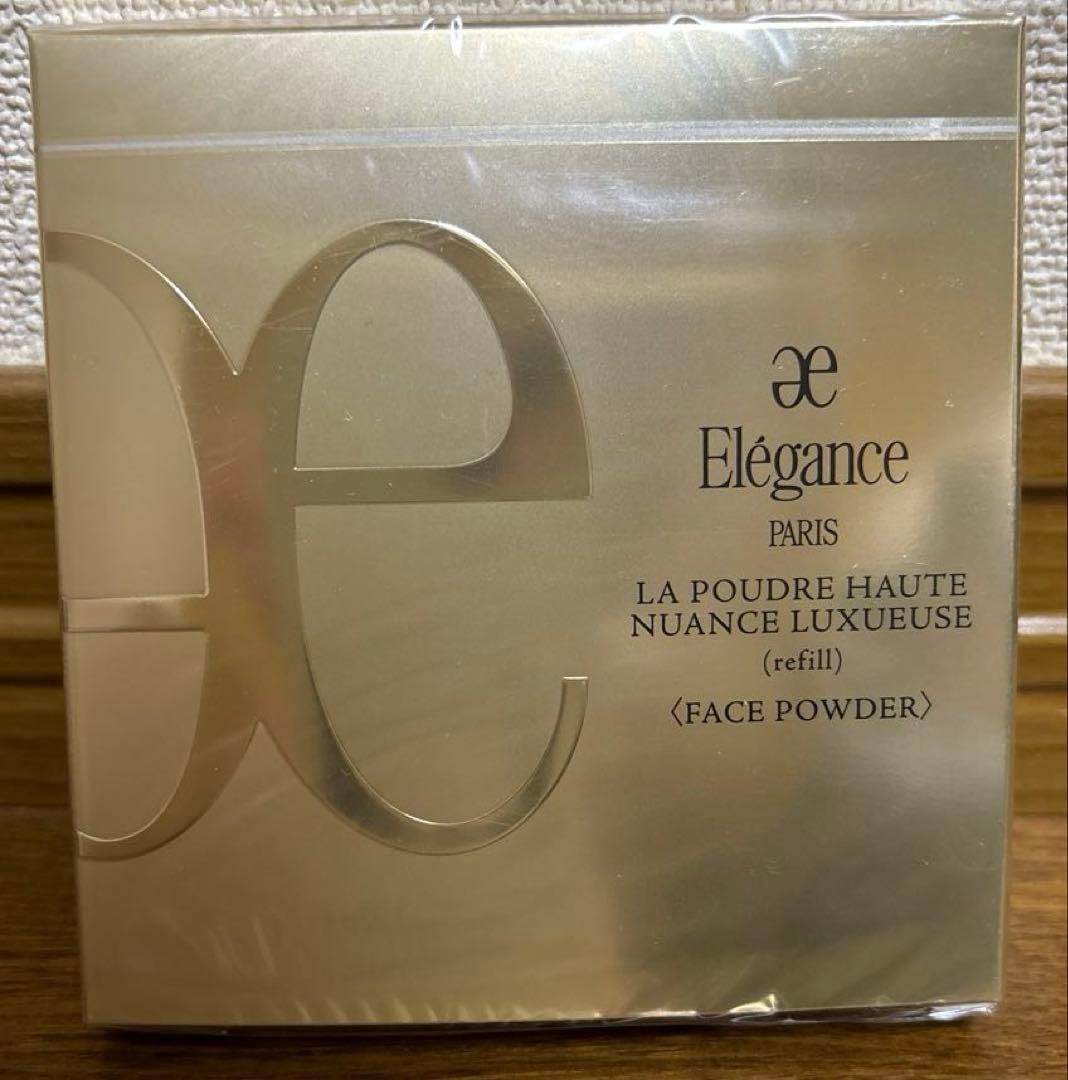 Elégance
PARIS
LA POUDRE HAUTE
NUANCE LUXUEUSE
(refill)
〈FACE POWDER〉